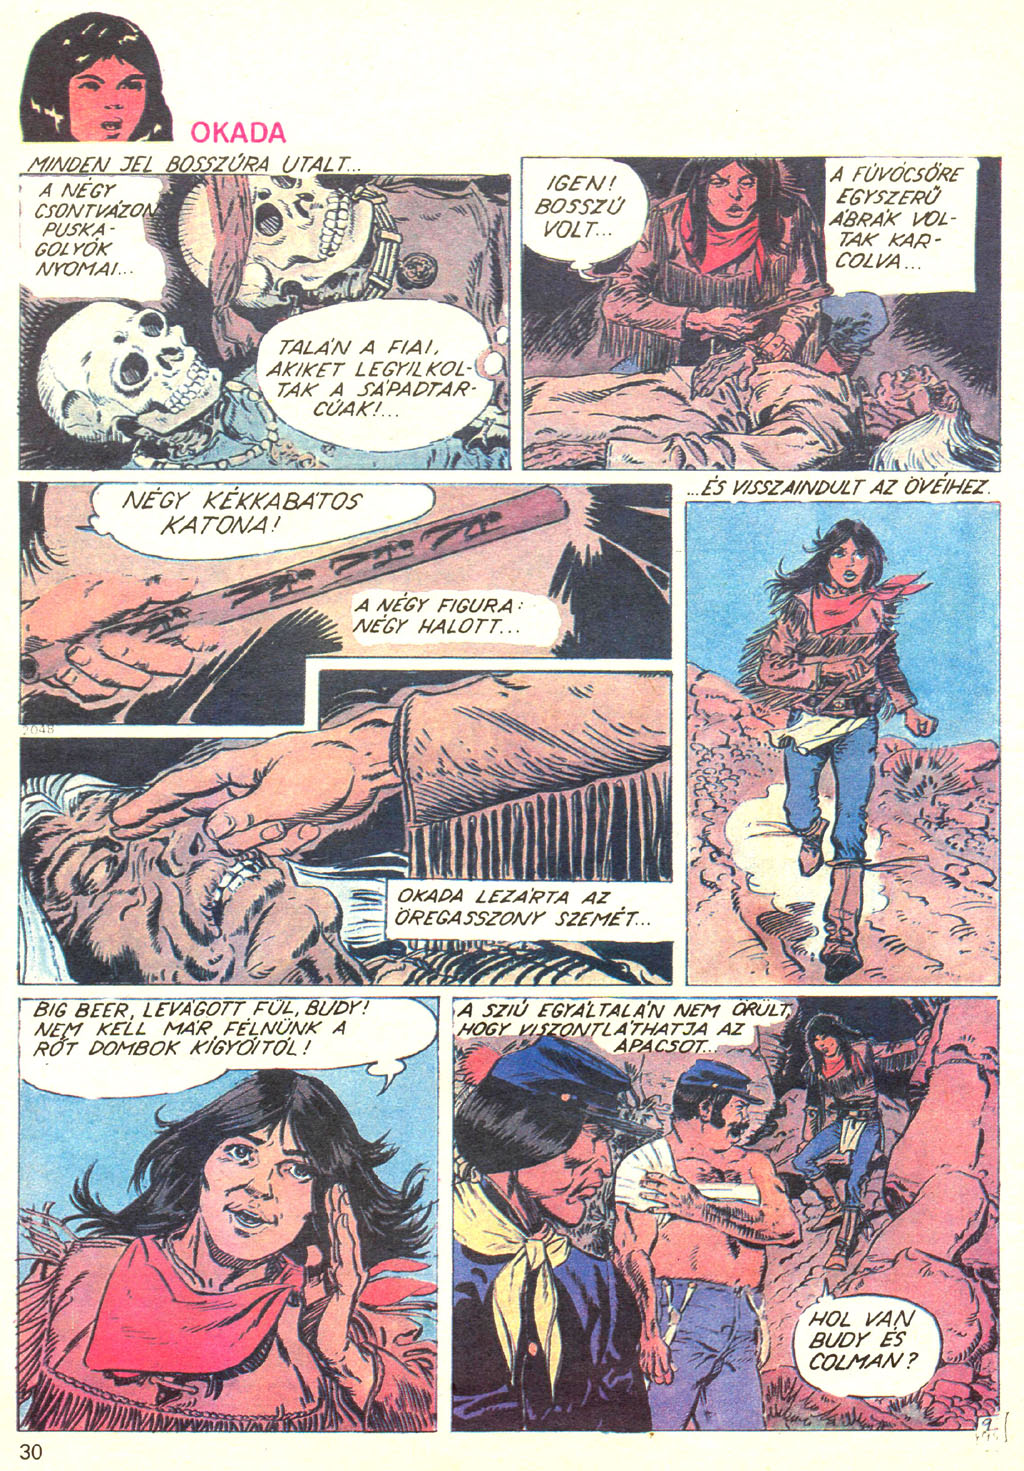 OKADA
MINDEN JEL BOSSZÚRA UTALT...
A NÉGY
CSONTVÁZON
PUSKA-
GOLYÓK
NYOMAI...
TALÁN A FIAI,
AKIKET LEGYILKOL-
TAK A SÁPADTAR-
CÚAK!...
IGEN!
BOSSZÚ
VOLT...
A FÚVÓCSŐRE
EGYSZERŰ
ÁBRÁK VOL-
TAK KAR-
COLVA...
NÉGY KÉKKABÁTOS
KATONA!
A NÉGY FIGURA:
NÉGY HALOTT...
2048
OKADA LEZÁRTA AZ
ÖREGASSZONY SZEMÉT...
...ÉS VISSZAINDULT AZ ÖVÉIHEZ.
BIG BEER, LEVÁGOTT FÜL, BUDY!
NEM KELL MÁR FÉLNÜNK A
RŐT DOMBOK KÍGYÓITÓL!
A SZIÚ EGYÁLTALÁN NEM ÖRÜLT,
HOGY VISZONTLÁTHATJA AZ
APACSOT...
HOL VAN
BUDY ÉS
COLMAN?
9
30